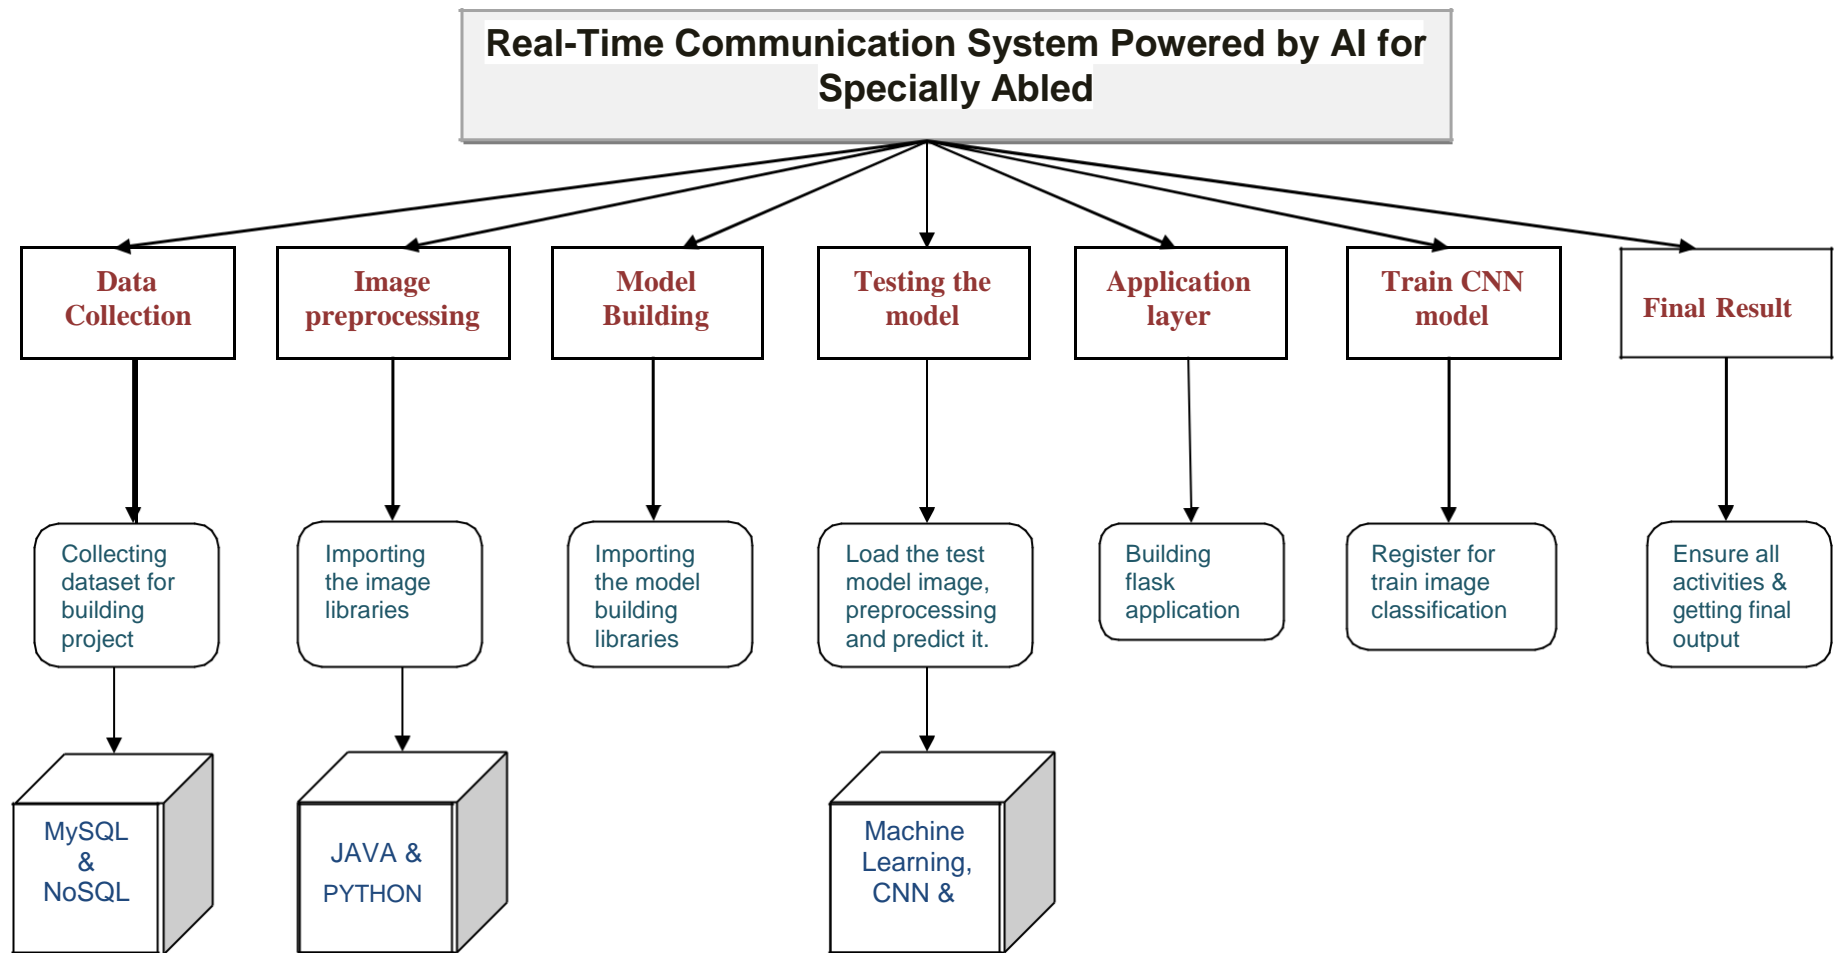 Real-Time Communication System Powered by AI for
Specially Abled
Data
Collection
Image
preprocessing
Model
Building
Testing the
model
Application
layer
Train CNN
model
Final Result
Collecting
dataset for
building
project
Importing
the image
libraries
Importing
the model
building
libraries
Load the test
model image,
preprocessing
and predict it.
Building
flask
application
Register for
train image
classification
Ensure all
activities &
getting final
output
MySQL
&
NoSQL
JAVA &
PYTHON
Machine
Learning,
CNN &